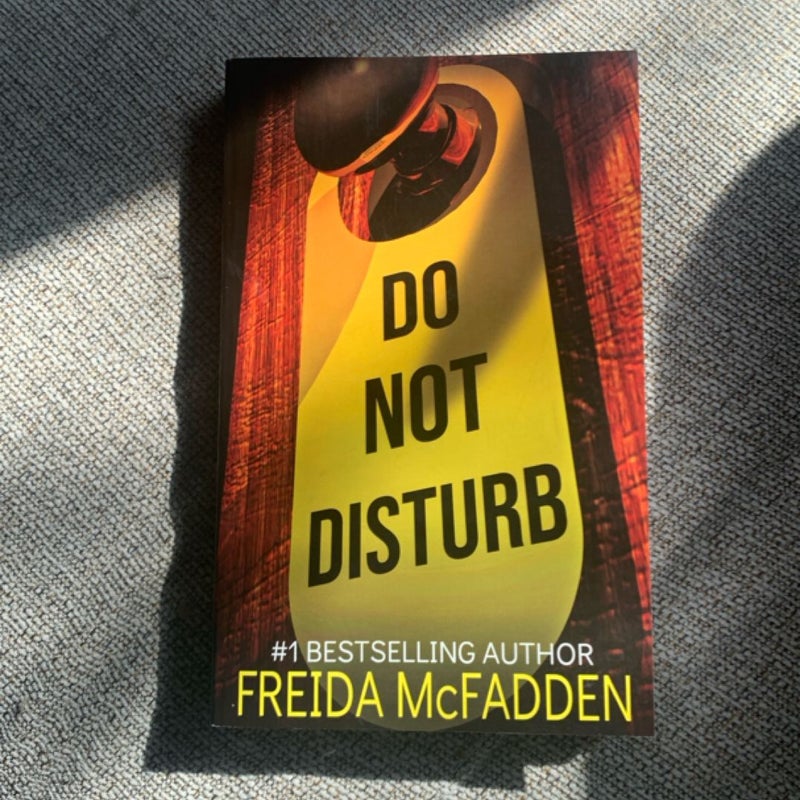 DO
NOT
DISTURB
#1 BESTSELLING AUTHOR
FREIDA McFADDEN